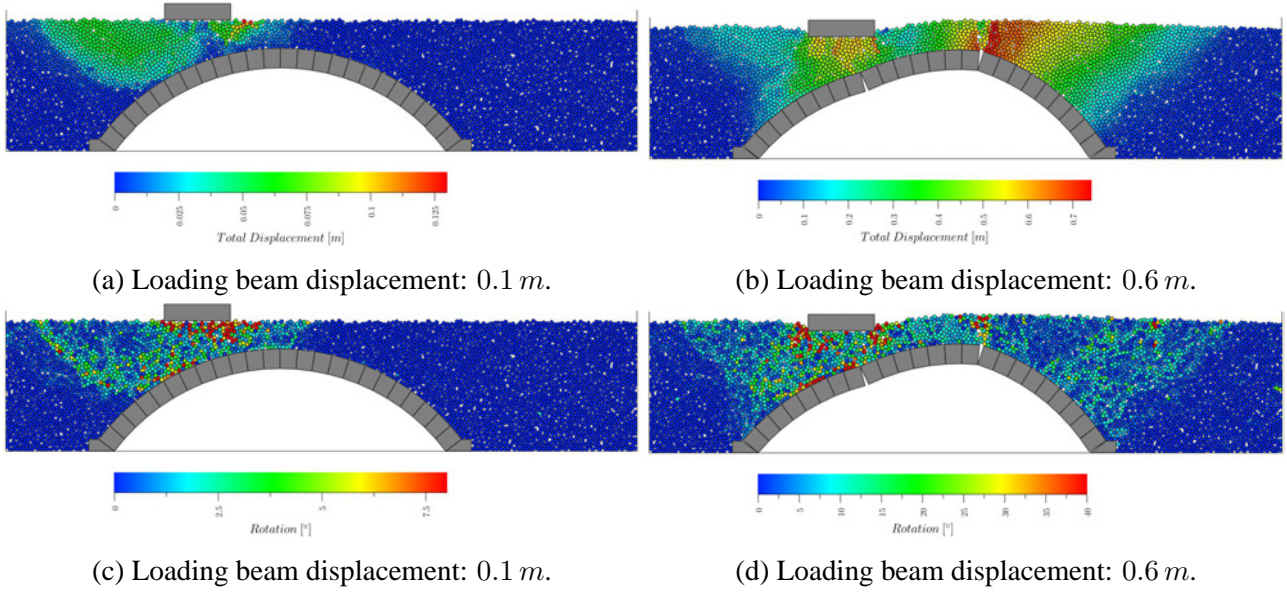 0 0.025 0.05 0.075 0.1 0.125
Total Displacement [m]
0 0.1 0.2 0.3 0.4 0.5 0.6 0.7
Total Displacement [m]
(a) Loading beam displacement: 0.1 m.
(b) Loading beam displacement: 0.6 m.
0 2.5 5 7.5
Rotation [°]
0 5 10 15 20 25 30 35 40
Rotation [°]
(c) Loading beam displacement: 0.1 m.
(d) Loading beam displacement: 0.6 m.